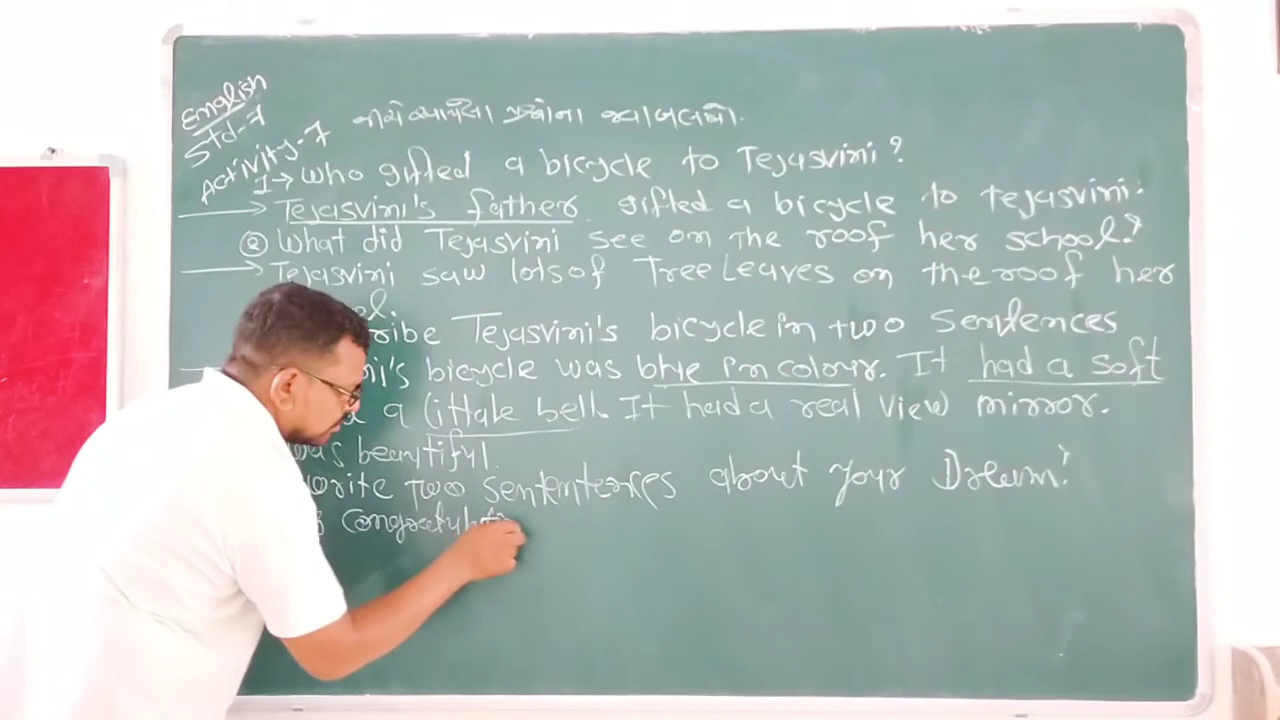 English
Std-7
Activity-7
નીચે આપેલા પ્રશ્નોના જવાબ લખો.
1→ Who gifted a bicycle to Tejasvini?
→ Tejasvini's father gifted a bicycle to tejasvini.
② What did Tejasvini see on the roof her school?
→ Tejasvini saw lots of Tree Leaves on the roof her
ribe Tejasvini's bicycle in two Sentences
bicycle was blue in colour. It had a soft
a littale bell. It had a real view mirror.
was beautiful.
write two sententences about your Dream?